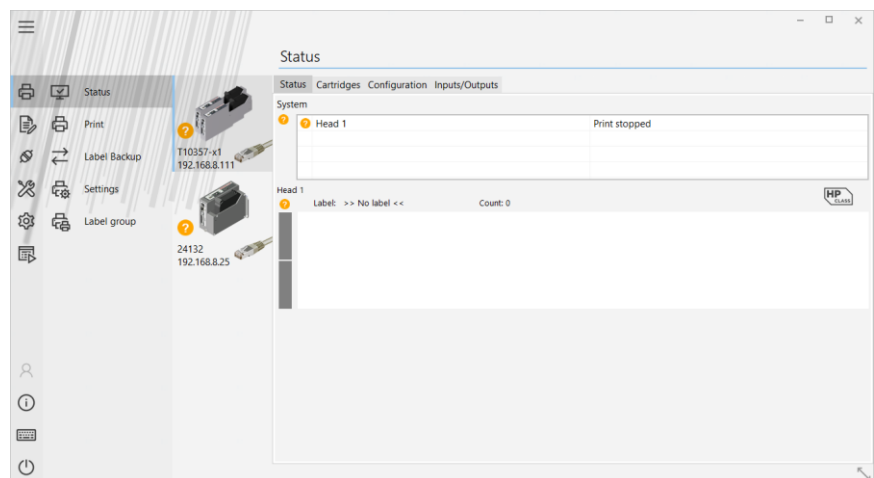 Status
Status
Print
Label Backup
Settings
Label group
T10357-x1
192.168.8.111
24132
192.168.8.25
Status Cartridges Configuration Inputs/Outputs
System
Head 1 Print stopped
Head 1
Label: >> No label << Count: 0
HP
CLASS